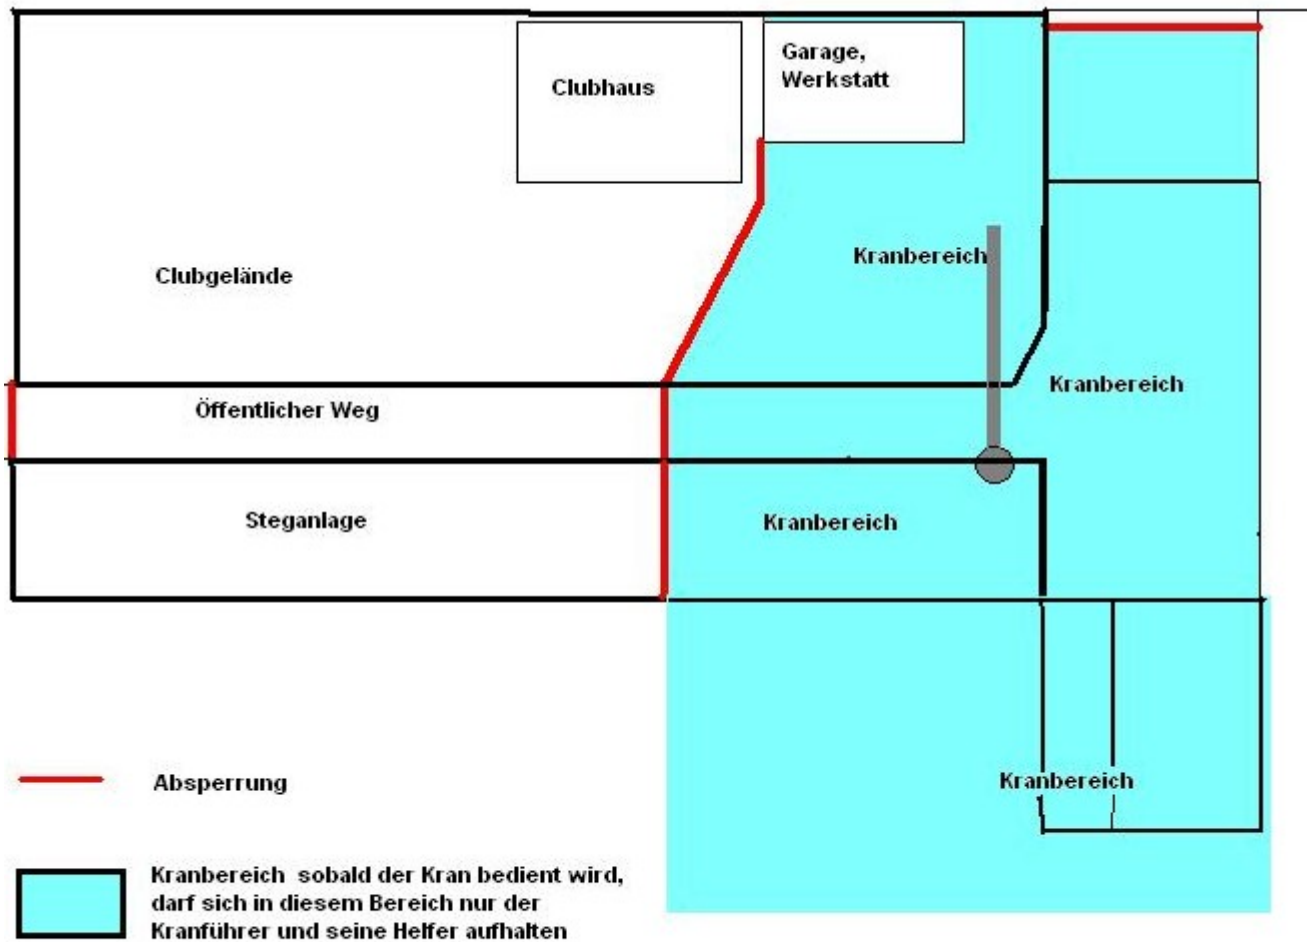 Clubhaus
Garage,
Werkstatt
Kranbereich
Clubgelände
Kranbereich
Öffentlicher Weg
Steganlage
Kranbereich
Kranbereich
Absperrung
Kranbereich sobald der Kran bedient wird,
darf sich in diesem Bereich nur der
Kranführer und seine Helfer aufhalten